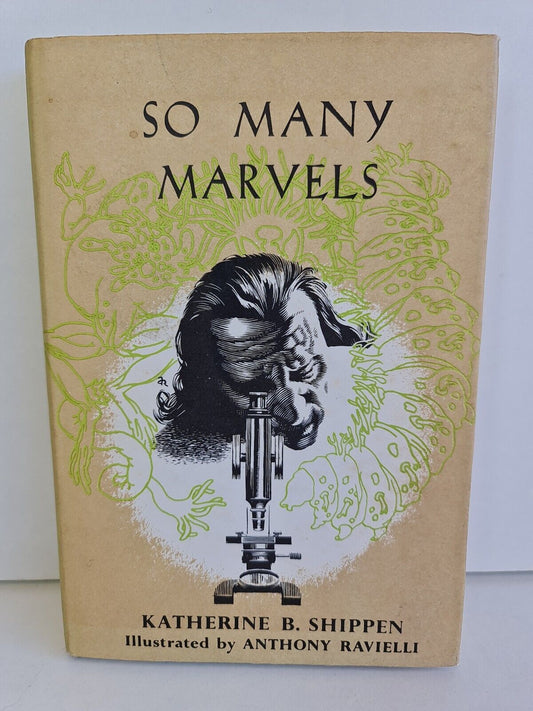 SO MANY
MARVELS
KATHERINE B. SHIPPEN
Illustrated by ANTHONY RAVIELLI